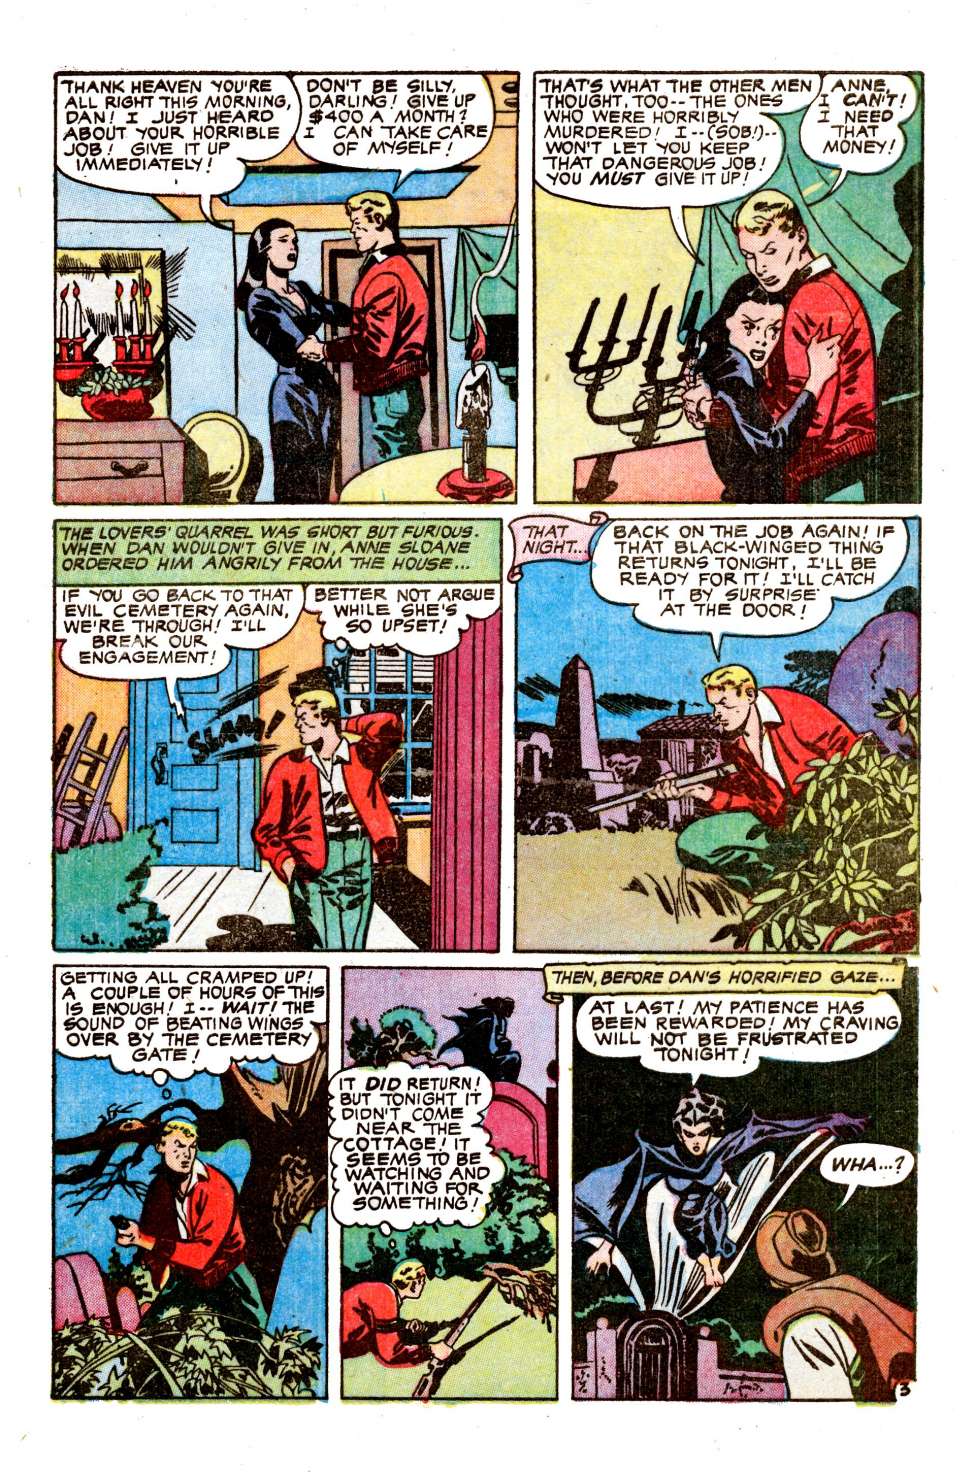 THANK HEAVEN YOU'RE
ALL RIGHT THIS MORNING,
DAN! I JUST HEARD
ABOUT YOUR HORRIBLE
JOB! GIVE IT UP
IMMEDIATELY!
DON'T BE SILLY,
DARLING! GIVE UP
$400 A MONTH?
I CAN TAKE CARE
OF MYSELF!
THAT'S WHAT THE OTHER MEN
THOUGHT, TOO-- THE ONES
WHO WERE HORRIBLY
MURDERED! I--(SOB!)--
WON'T LET YOU KEEP
THAT DANGEROUS JOB!
YOU MUST GIVE IT UP!
ANNE,
I CAN'T!
I NEED
THAT
MONEY!
THE LOVERS' QUARREL WAS SHORT BUT FURIOUS.
WHEN DAN WOULDN'T GIVE IN, ANNE SLOANE
ORDERED HIM ANGRILY FROM THE HOUSE...
IF YOU GO BACK TO THAT
EVIL CEMETERY AGAIN,
WE'RE THROUGH! I'LL
BREAK OUR
ENGAGEMENT!
BETTER NOT ARGUE
WHILE SHE'S
SO UPSET!
SLAM!
THAT
NIGHT...
BACK ON THE JOB AGAIN! IF
THAT BLACK-WINGED THING
RETURNS TONIGHT, I'LL BE
READY FOR IT! I'LL CATCH
IT BY SURPRISE
AT THE DOOR!
GETTING ALL CRAMPED UP!
A COUPLE OF HOURS OF THIS
IS ENOUGH! I-- WAIT! THE
SOUND OF BEATING WINGS
OVER BY THE CEMETERY
GATE!
IT DID RETURN!
BUT TONIGHT IT
DIDN'T COME
NEAR THE
COTTAGE! IT
SEEMS TO BE
WATCHING AND
WAITING FOR
SOMETHING!
THEN, BEFORE DAN'S HORRIFIED GAZE...
AT LAST! MY PATIENCE HAS
BEEN REWARDED! MY CRAVING
WILL NOT BE FRUSTRATED
TONIGHT!
WHA...?
3